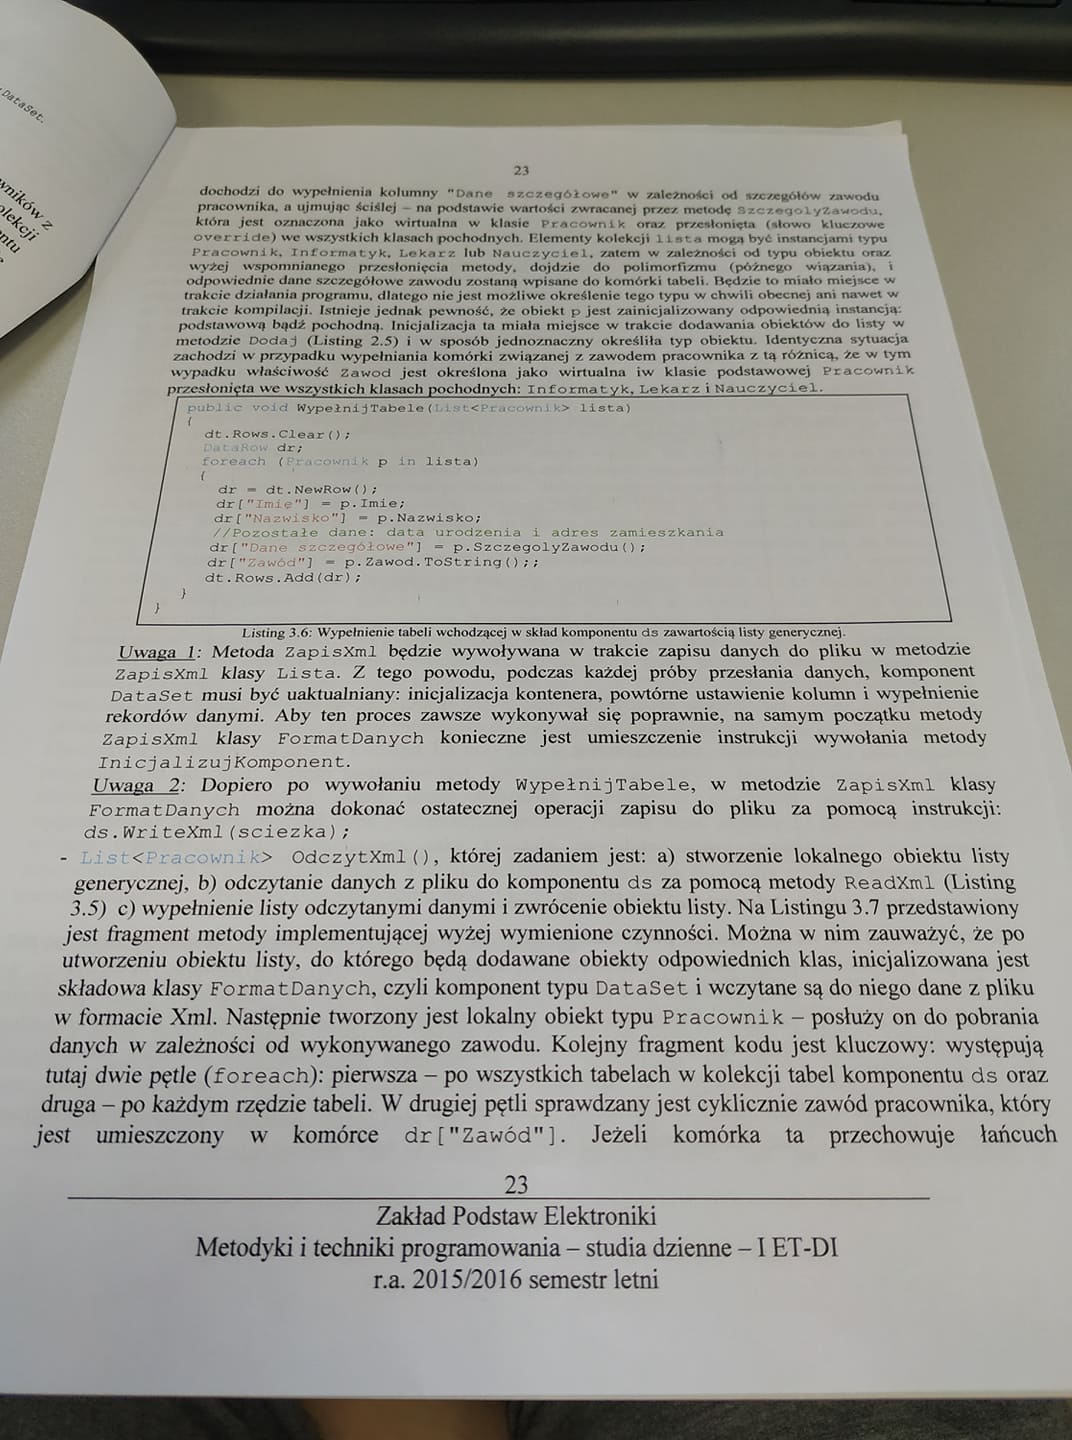 DataSet.
wników z
olekcji
entu
23
dochodzi do wypełnienia kolumny "Dane szczegółowe" w zależności od szczegółów zawodu
pracownika, a ujmując ściślej – na podstawie wartości zwracanej przez metodę SzczegolyZawodu,
która jest oznaczona jako wirtualna w klasie Pracownik oraz przesłonięta (słowo kluczowe
override) we wszystkich klasach pochodnych. Elementy kolekcji lista mogą być instancjami typu
Pracownik, Informatyk, Lekarz lub Nauczyciel, zatem w zależności od typu obiektu oraz
wyżej wspomnianego przesłonięcia metody, dojdzie do polimorfizmu (późnego wiązania), i
odpowiednie dane szczegółowe zawodu zostaną wpisane do komórki tabeli. Będzie to miało miejsce w
trakcie działania programu, dlatego nie jest możliwe określenie tego typu w chwili obecnej ani nawet w
trakcie kompilacji. Istnieje jednak pewność, że obiekt p jest zainicjalizowany odpowiednią instancją:
podstawową bądź pochodną. Inicjalizacja ta miała miejsce w trakcie dodawania obiektów do listy w
metodzie Dodaj (Listing 2.5) i w sposób jednoznaczny określiła typ obiektu. Identyczna sytuacja
zachodzi w przypadku wypełniania komórki związanej z zawodem pracownika z tą różnicą, że w tym
wypadku właściwość Zawod jest określona jako wirtualna iw klasie podstawowej Pracownik
przesłonięta we wszystkich klasach pochodnych: Informatyk, Lekarz i Nauczyciel.
public void WypełnijTabele(List<Pracownik> lista)
{
dt.Rows.Clear();
DataRow dr;
foreach (Pracownik p in lista)
{
dr = dt.NewRow();
dr["Imię"] = p.Imie;
dr["Nazwisko"] = p.Nazwisko;
//Pozostałe dane: data urodzenia i adres zamieszkania
dr["Dane szczegółowe"] = p.SzczegolyZawodu();
dr["Zawód"] = p.Zawod.ToString();;
dt.Rows.Add(dr);
}
}
Listing 3.6: Wypełnienie tabeli wchodzącej w skład komponentu ds zawartością listy generycznej.
Uwaga 1: Metoda ZapisXml będzie wywoływana w trakcie zapisu danych do pliku w metodzie
ZapisXml klasy Lista. Z tego powodu, podczas każdej próby przesłania danych, komponent
DataSet musi być uaktualniany: inicjalizacja kontenera, powtórne ustawienie kolumn i wypełnienie
rekordów danymi. Aby ten proces zawsze wykonywał się poprawnie, na samym początku metody
ZapisXml klasy FormatDanych konieczne jest umieszczenie instrukcji wywołania metody
InicjalizujKomponent.
Uwaga 2: Dopiero po wywołaniu metody WypełnijTabele, w metodzie ZapisXml klasy
FormatDanych można dokonać ostatecznej operacji zapisu do pliku za pomocą instrukcji:
ds.WriteXml(sciezka);
- List<Pracownik> OdczytXml(), której zadaniem jest: a) stworzenie lokalnego obiektu listy
generycznej, b) odczytanie danych z pliku do komponentu ds za pomocą metody ReadXml (Listing
3.5) c) wypełnienie listy odczytanymi danymi i zwrócenie obiektu listy. Na Listingu 3.7 przedstawiony
jest fragment metody implementującej wyżej wymienione czynności. Można w nim zauważyć, że po
utworzeniu obiektu listy, do którego będą dodawane obiekty odpowiednich klas, inicjalizowana jest
składowa klasy FormatDanych, czyli komponent typu DataSet i wczytane są do niego dane z pliku
w formacie Xml. Następnie tworzony jest lokalny obiekt typu Pracownik – posłuży on do pobrania
danych w zależności od wykonywanego zawodu. Kolejny fragment kodu jest kluczowy: występują
tutaj dwie pętle (foreach): pierwsza – po wszystkich tabelach w kolekcji tabel komponentu ds oraz
druga – po każdym rzędzie tabeli. W drugiej pętli sprawdzany jest cyklicznie zawód pracownika, który
jest umieszczony w komórce dr["Zawód"]. Jeżeli komórka ta przechowuje łańcuch
23
Zakład Podstaw Elektroniki
Metodyki i techniki programowania – studia dzienne – I ET-DI
r.a. 2015/2016 semestr letni